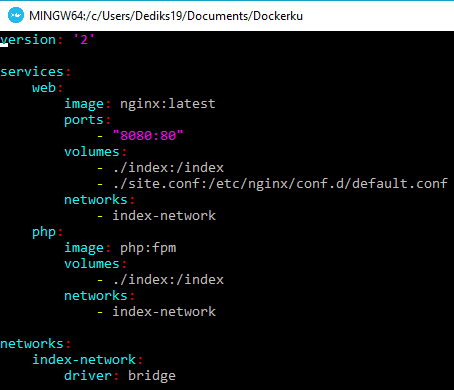 MINGW64:/c/Users/Dediks19/Documents/Dockerku
version: '2'
services:
    web:
        image: nginx:latest
        ports:
            - "8080:80"
        volumes:
            - ./index:/index
            - ./site.conf:/etc/nginx/conf.d/default.conf
        networks:
            - index-network
    php:
        image: php:fpm
        volumes:
            - ./index:/index
        networks:
            - index-network
networks:
    index-network:
        driver: bridge